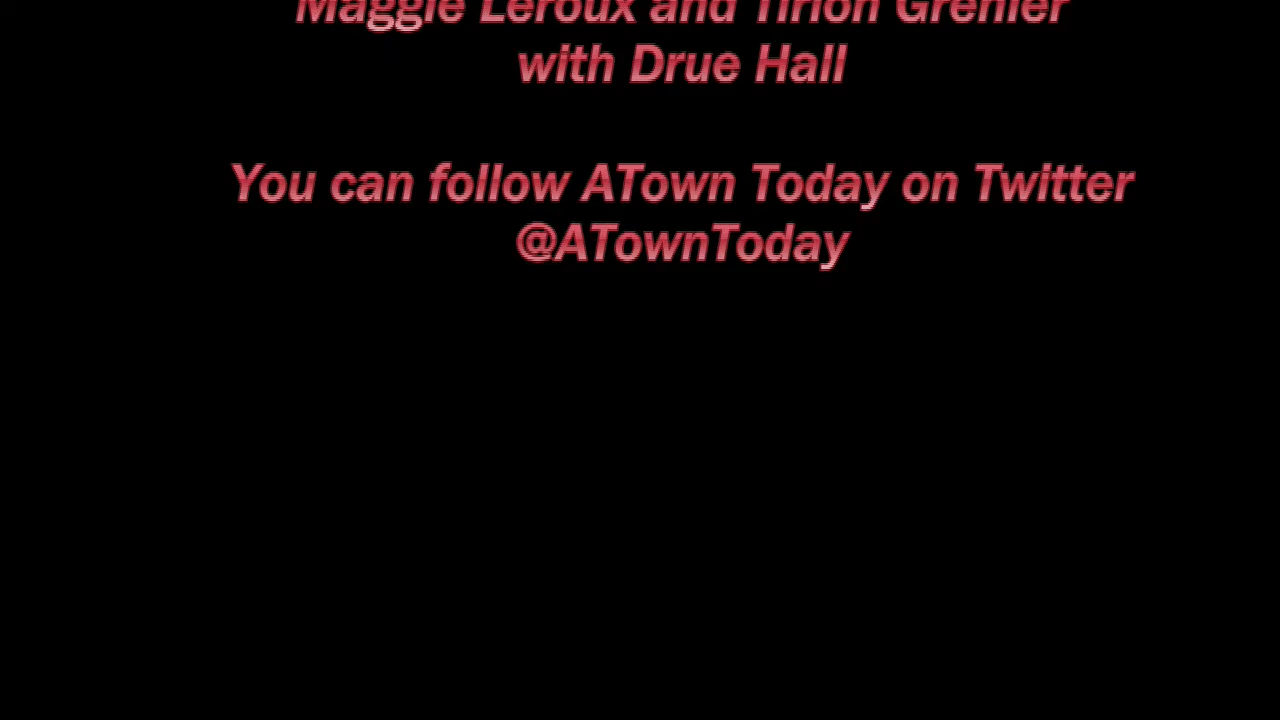 Maggie Leroux and Tirion Grenier
with Drue Hall
You can follow ATown Today on Twitter
@ATownToday